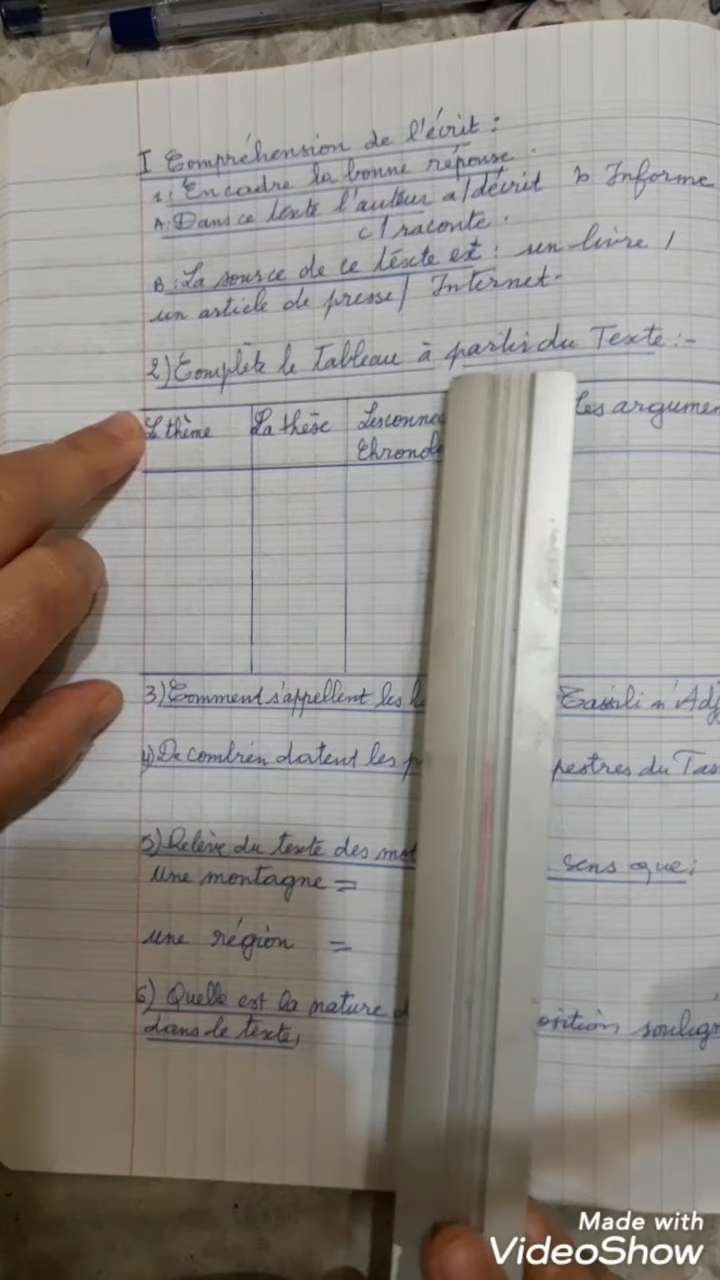 I Compréhension de l'écrit :
1: Encadre la bonne réponse.
A: Dans ce texte l'auteur a/ décrit b Informe
c/ raconte.
B: La source de ce texte est : un livre /
un article de presse / Internet.
2) Complète le tableau à partir du Texte :-
Le thème La thèse les argumen
3) Comment s'appellent les Tassili n'Adj
4) De combien datent les pestres du Tas
5) Relève du texte des mot sens que:
une montagne =
une région =
6) Quelle est la nature d osition soulign
dans le texte,
Made with
VideoShow